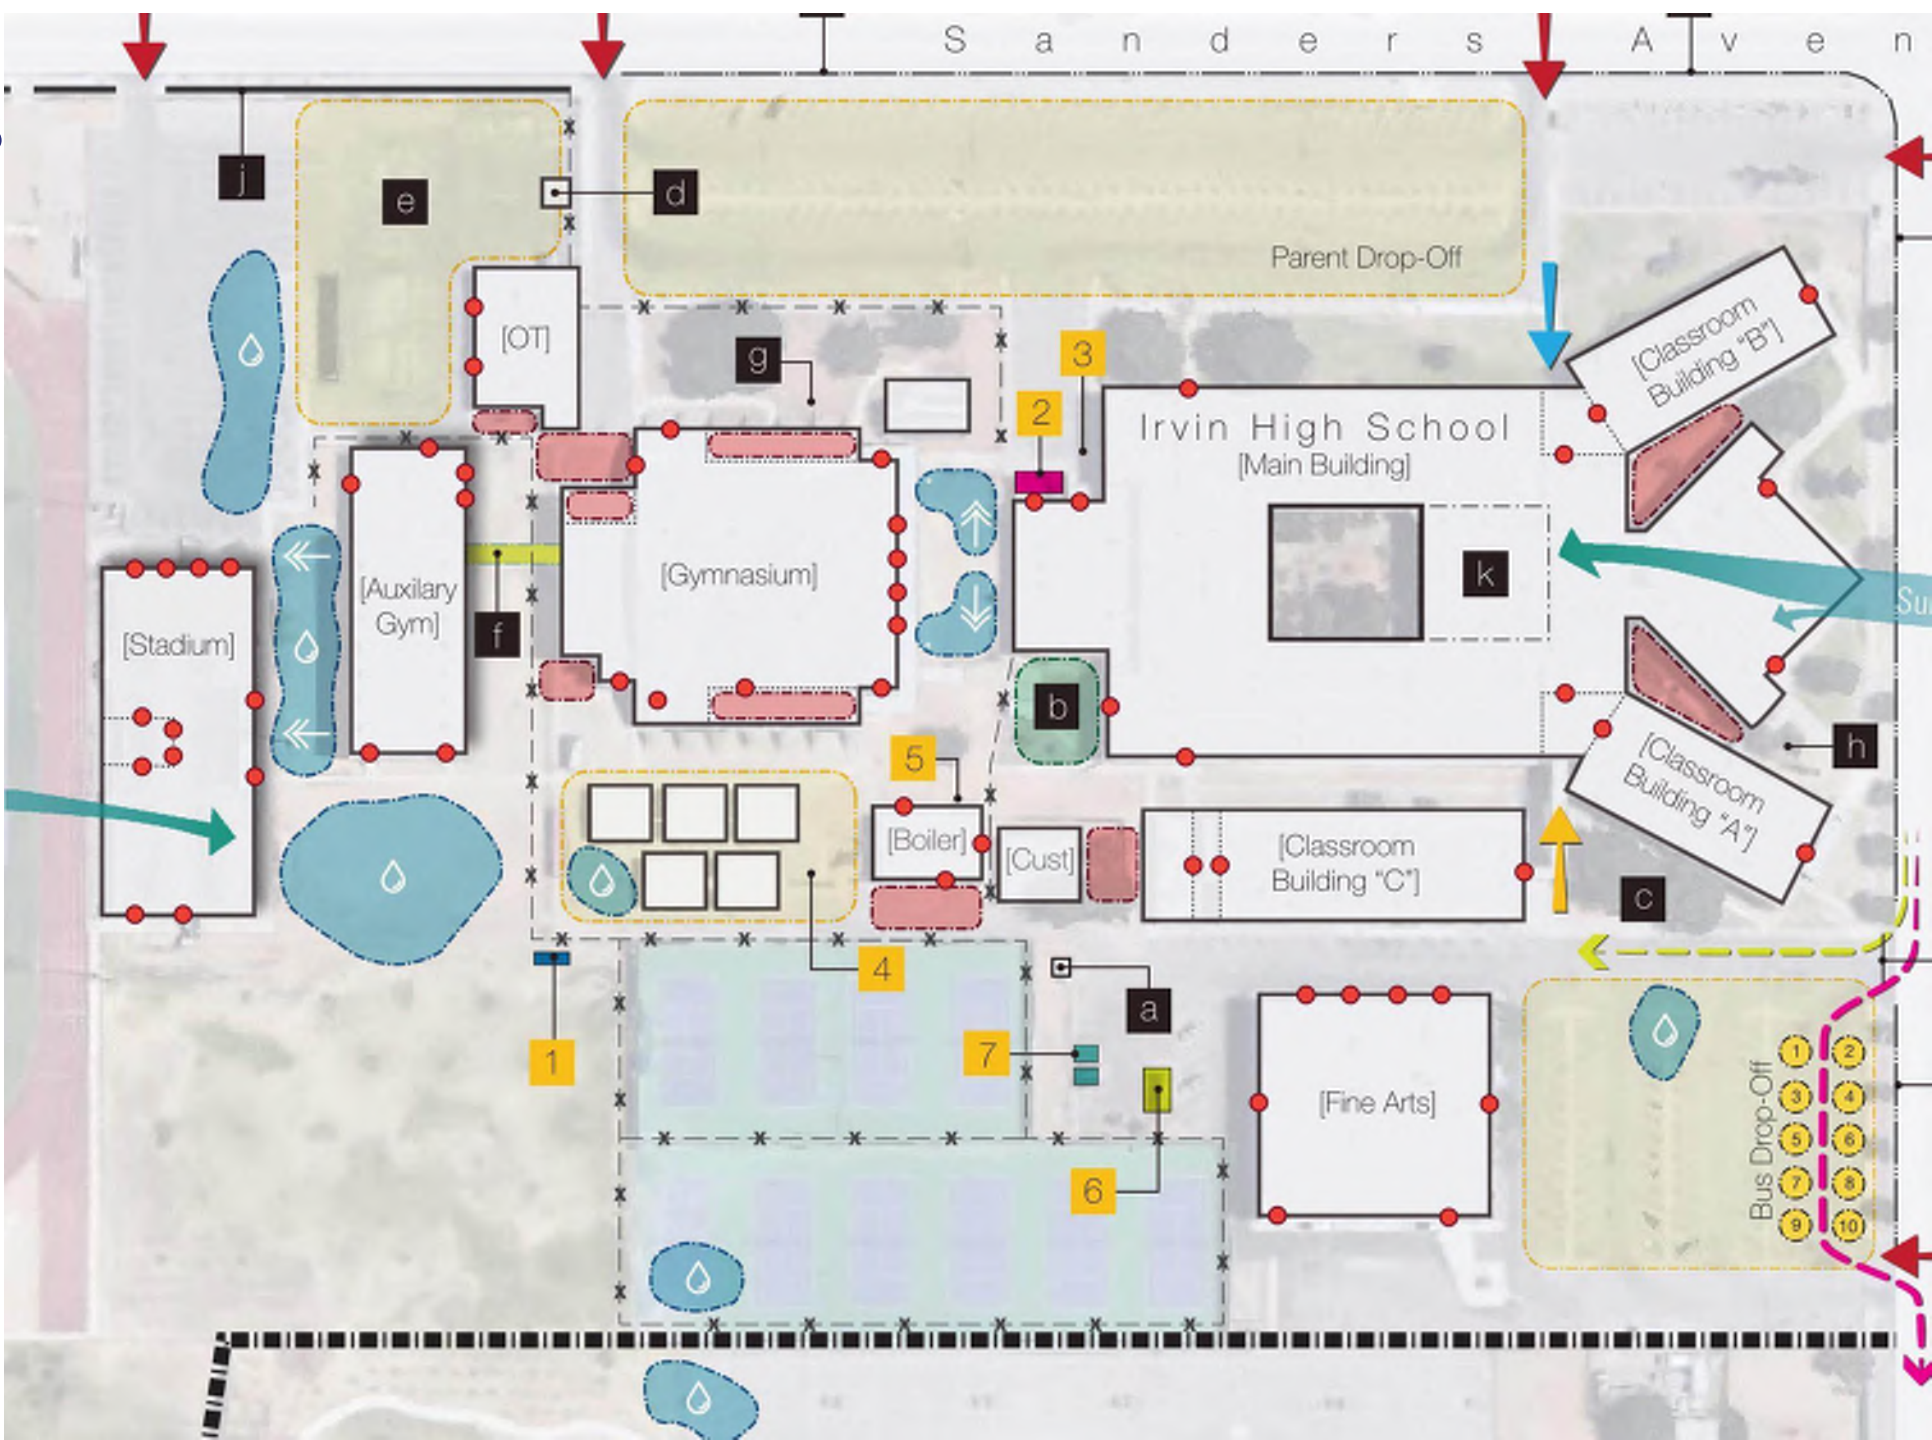 Sanders Aven
j
e
d
Parent Drop-Off
[OT]
g
3
2
[Classroom
Building "B"]
Irvin High School
[Main Building]
[Auxilary
Gym]
[Gymnasium]
k
f
[Stadium]
b
h
5
[Classroom
Building "A"]
[Boiler]
[Cust]
[Classroom
Building "C"]
c
4
a
1
7
6
[Fine Arts]
Bus Drop-Off
1 2
3 4
5 6
7 8
9 10